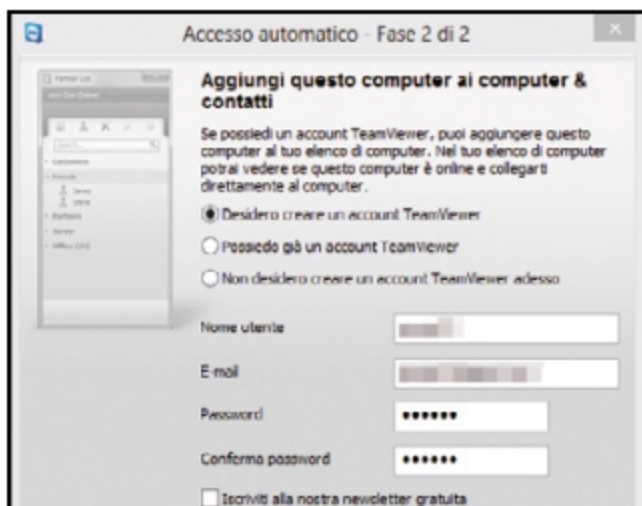 Accesso automatico - Fase 2 di 2
Aggiungi questo computer ai computer &
contatti
Se possiedi un account TeamViewer, puoi aggiungere questo
computer al tuo elenco di computer. Nel tuo elenco di computer
potrai vedere se questo computer è online e collegarti
direttamente al computer.
Desidero creare un account TeamViewer
Possiedo già un account TeamViewer
Non desidero creare un account TeamViewer adesso
Nome utente
E-mail
Password
Conferma password
Iscriviti alla nostra newsletter gratuita